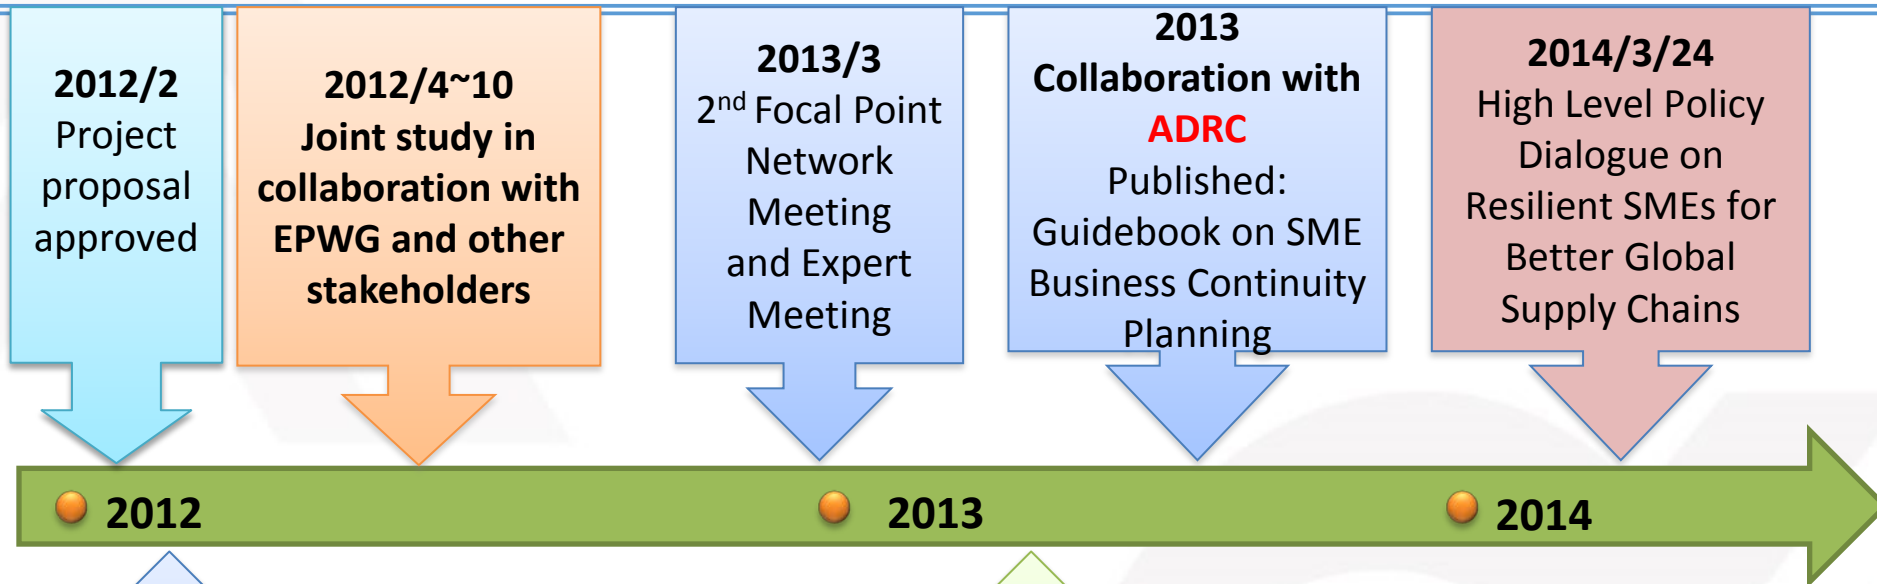 2012/2
Project
proposal
approved
2012/4~10
Joint study in
collaboration with
EPWG and other
stakeholders
2013/3
2nd Focal Point
Network
Meeting
and Expert
Meeting
2013
Collaboration with
ADRC
Published:
Guidebook on SME
Business Continuity
Planning
2014/3/24
High Level Policy
Dialogue on
Resilient SMEs for
Better Global
Supply Chains
2012
2013
2014